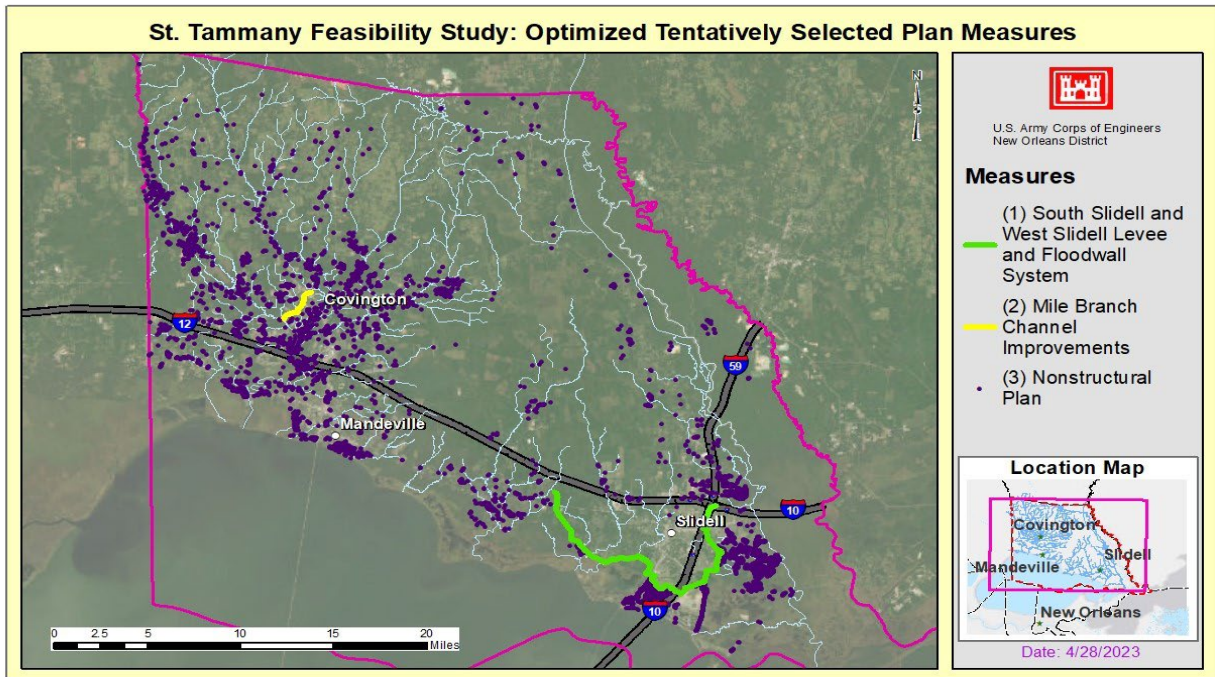 St. Tammany Feasibility Study: Optimized Tentatively Selected Plan Measures
N
Covington
12
59
Mandeville
10
Slidell
10
0 2.5 5 10 15 20
Miles
U.S. Army Corps of Engineers
New Orleans District
Measures
(1) South Slidell and
West Slidell Levee
and Floodwall
System
(2) Mile Branch
Channel
Improvements
(3) Nonstructural
Plan
Location Map
Covington
Slidell
Mandeville
New Orleans
Date: 4/28/2023